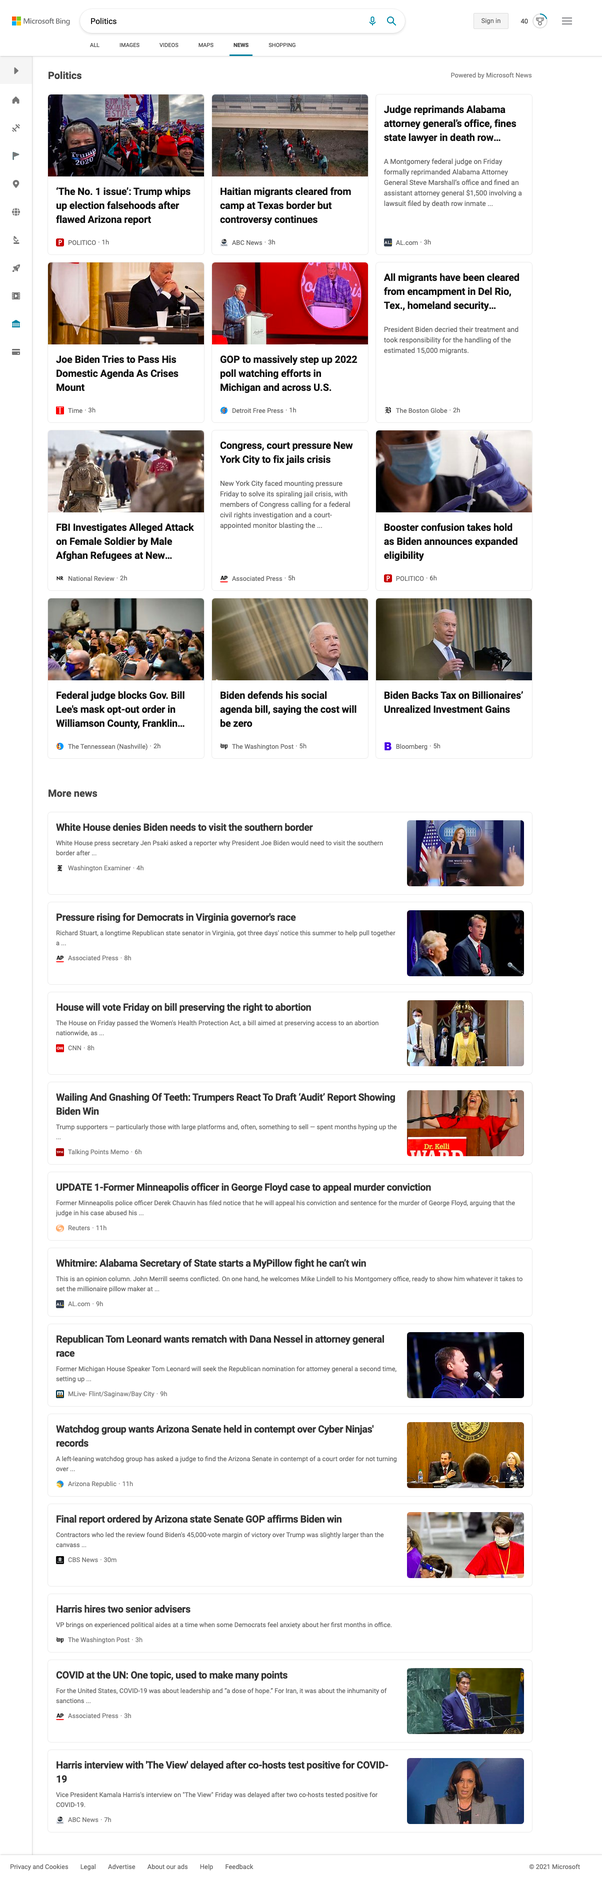 Microsoft Bing
Politics
Sign in
40
ALL
IMAGES
VIDEOS
MAPS
NEWS
SHOPPING
Politics
Powered by Microsoft News
'The No. 1 issue': Trump whips
up election falsehoods after
flawed Arizona report
POLITICO · 1h
Haitian migrants cleared from
camp at Texas border but
controversy continues
ABC News · 3h
Judge reprimands Alabama
attorney general's office, fines
state lawyer in death row...
A Montgomery federal judge on Friday
formally reprimanded Alabama Attorney
General Steve Marshall's office and fined an
assistant attorney general $1,500 involving a
lawsuit filed by death row inmate ...
AL.com · 3h
Joe Biden Tries to Pass His
Domestic Agenda As Crises
Mount
Time · 3h
GOP to massively step up 2022
poll watching efforts in
Michigan and across U.S.
Detroit Free Press · 1h
All migrants have been cleared
from encampment in Del Rio,
Tex., homeland security...
President Biden decried their treatment and
took responsibility for the handling of the
estimated 15,000 migrants.
The Boston Globe · 2h
FBI Investigates Alleged Attack
on Female Soldier by Male
Afghan Refugees at New...
NR National Review · 2h
Congress, court pressure New
York City to fix jails crisis
New York City faced mounting pressure
Friday to solve its spiraling jail crisis, with
members of Congress calling for a federal
civil rights investigation and a court-
appointed monitor blasting the ...
AP Associated Press · 5h
Booster confusion takes hold
as Biden announces expanded
eligibility
POLITICO · 6h
Federal judge blocks Gov. Bill
Lee's mask opt-out order in
Williamson County, Franklin...
The Tennessean (Nashville) · 2h
Biden defends his social
agenda bill, saying the cost will
be zero
wp The Washington Post · 5h
Biden Backs Tax on Billionaires'
Unrealized Investment Gains
B Bloomberg · 5h
More news
White House denies Biden needs to visit the southern border
White House press secretary Jen Psaki asked a reporter why President Joe Biden would need to visit the southern
border after ...
Washington Examiner · 4h
Pressure rising for Democrats in Virginia governor's race
Richard Stuart, a longtime Republican state senator in Virginia, got three days' notice this summer to help pull together
a ...
AP Associated Press · 8h
House will vote Friday on bill preserving the right to abortion
The House on Friday passed the Women's Health Protection Act, a bill aimed at preserving access to an abortion
nationwide, as ...
CNN · 8h
Wailing And Gnashing Of Teeth: Trumpers React To Draft 'Audit' Report Showing
Biden Win
Trump supporters — particularly those with large platforms and, often, something to sell — spent months hyping up the
...
Talking Points Memo · 6h
Dr. Kelli
WARD
UPDATE 1-Former Minneapolis officer in George Floyd case to appeal murder conviction
Former Minneapolis police officer Derek Chauvin has filed notice that he will appeal his conviction and sentence for the murder of George Floyd, arguing that the
judge in his case abused his ...
Reuters · 11h
Whitmire: Alabama Secretary of State starts a MyPillow fight he can't win
This is an opinion column. John Merrill seems conflicted. On one hand, he welcomes Mike Lindell to his Montgomery office, ready to show him whatever it takes to
set the millionaire pillow maker at ...
AL.com · 9h
Republican Tom Leonard wants rematch with Dana Nessel in attorney general
race
Former Michigan House Speaker Tom Leonard will seek the Republican nomination for attorney general a second time,
setting up ...
MLive- Flint/Saginaw/Bay City · 9h
Watchdog group wants Arizona Senate held in contempt over Cyber Ninjas'
records
A left-leaning watchdog group has asked a judge to find the Arizona Senate in contempt of a court order for not turning
over ...
Arizona Republic · 11h
Final report ordered by Arizona state Senate GOP affirms Biden win
Contractors who led the review found Biden's 45,000-vote margin of victory over Trump was slightly larger than the
canvass ...
CBS News · 30m
Harris hires two senior advisers
VP brings on experienced political aides at a time when some Democrats feel anxiety about her first months in office.
wp The Washington Post · 3h
COVID at the UN: One topic, used to make many points
For the United States, COVID-19 was about leadership and "a dose of hope." For Iran, it was about the inhumanity of
sanctions ...
AP Associated Press · 3h
Harris interview with 'The View' delayed after co-hosts test positive for COVID-
19
Vice President Kamala Harris's interview on "The View" Friday was delayed after two co-hosts tested positive for
COVID-19.
ABC News · 7h
Privacy and Cookies
Legal
Advertise
About our ads
Help
Feedback
© 2021 Microsoft